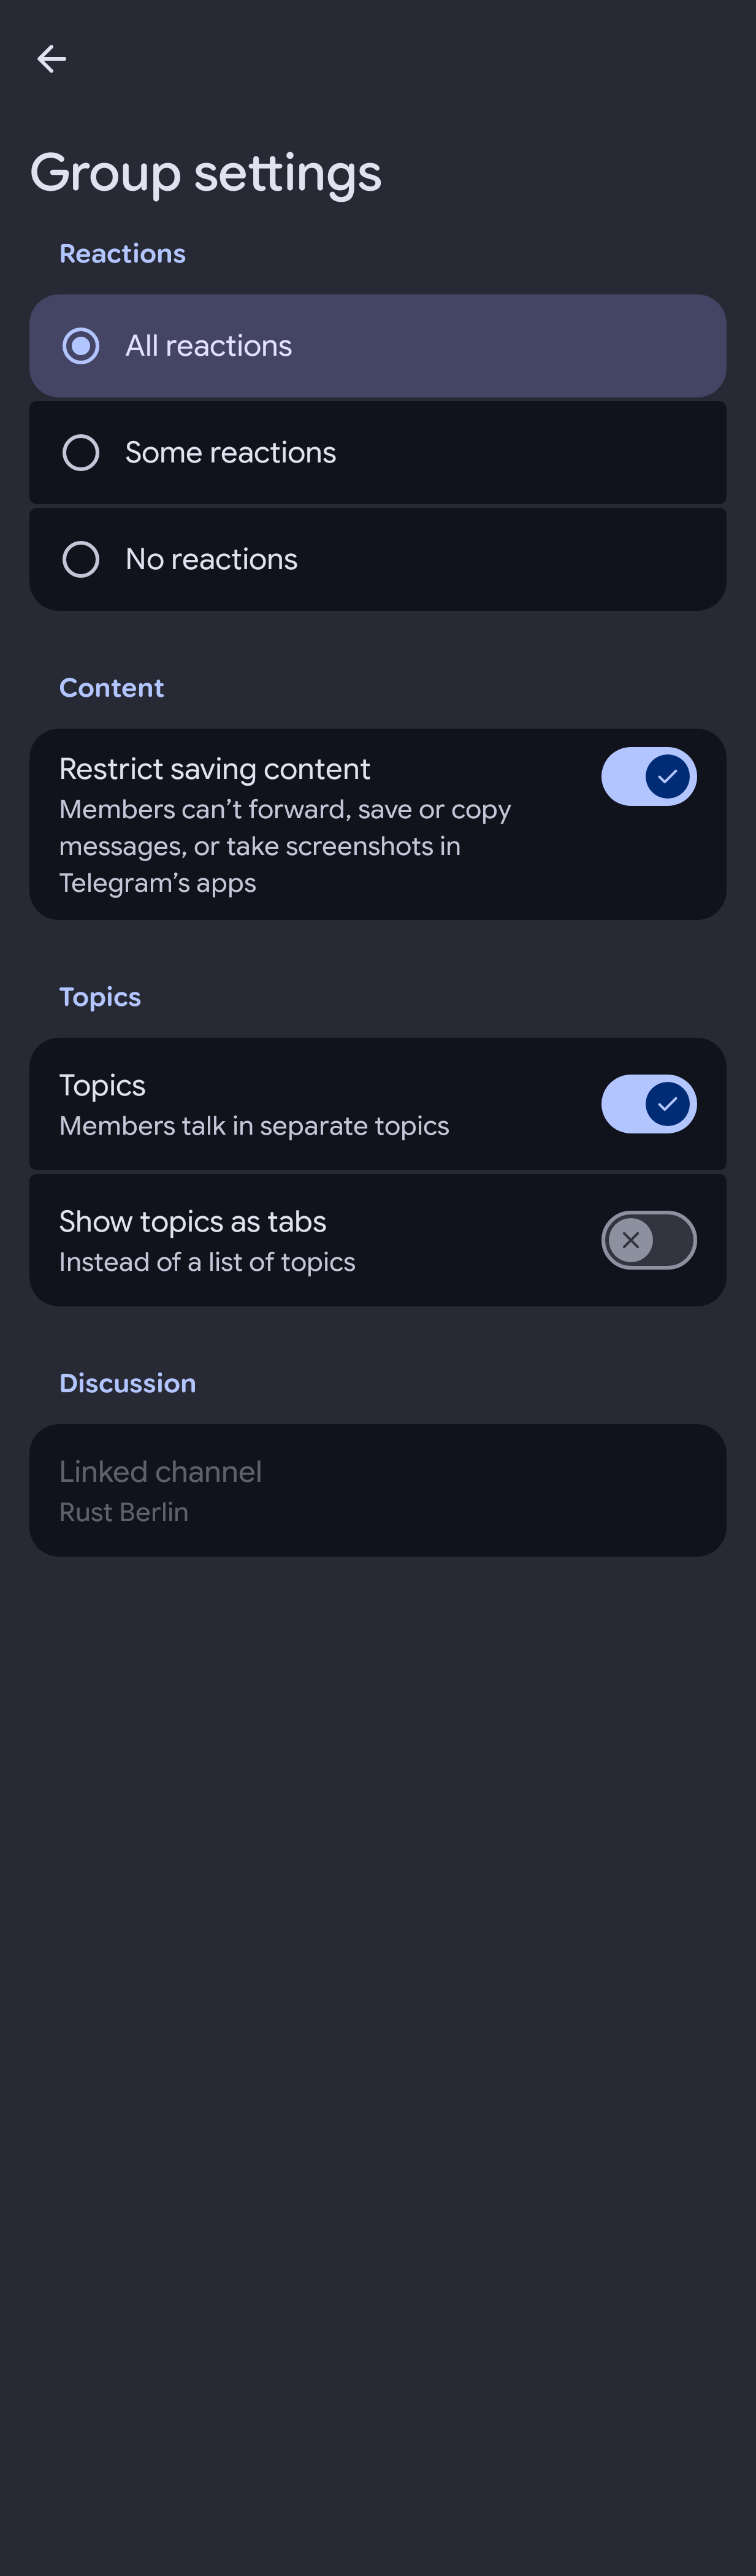 Group settings
Reactions
All reactions
Some reactions
No reactions
Content
Restrict saving content
Members can’t forward, save or copy
messages, or take screenshots in
Telegram’s apps
Topics
Topics
Members talk in separate topics
Show topics as tabs
Instead of a list of topics
Discussion
Linked channel
Rust Berlin